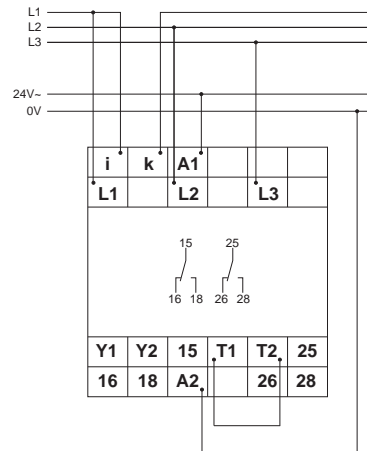 L1
L2
L3
24V~
0V
i k A1
L1 L2 L3
15 25
16 18 26 28
Y1 Y2 15 T1 T2 25
16 18 A2 26 28